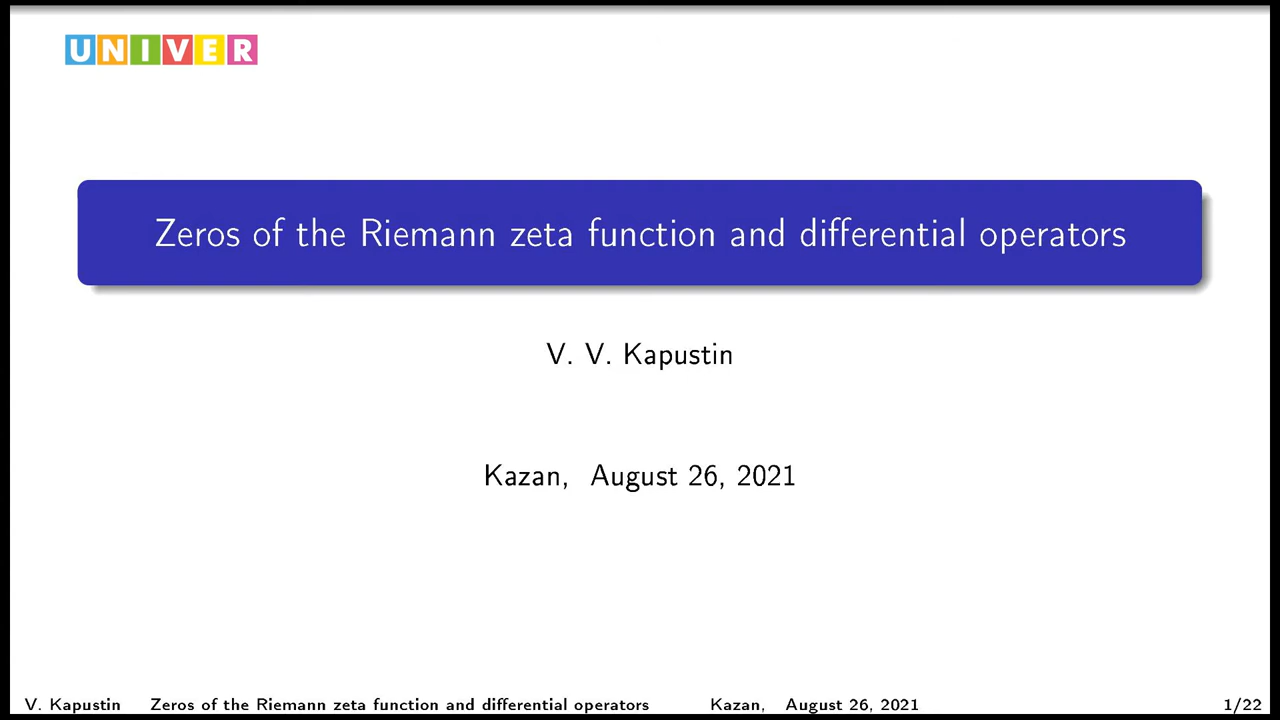 UNIVER
Zeros of the Riemann zeta function and differential operators
V. V. Kapustin
Kazan, August 26, 2021
V. Kapustin Zeros of the Riemann zeta function and differential operators Kazan, August 26, 2021 1/22